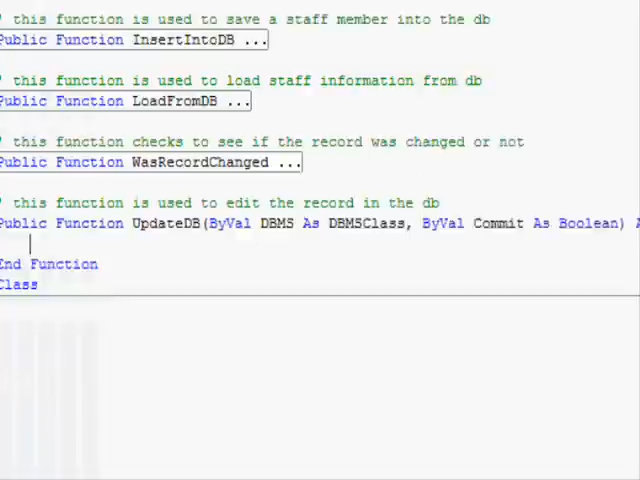 ' this function is used to save a staff member into the db
Public Function InsertIntoDB ...
' this function is used to load staff information from db
Public Function LoadFromDB ...
' this function checks to see if the record was changed or not
Public Function WasRecordChanged ...
' this function is used to edit the record in the db
Public Function UpdateDB(ByVal DBMS As DBMSClass, ByVal Commit As Boolean) A
End Function
Class